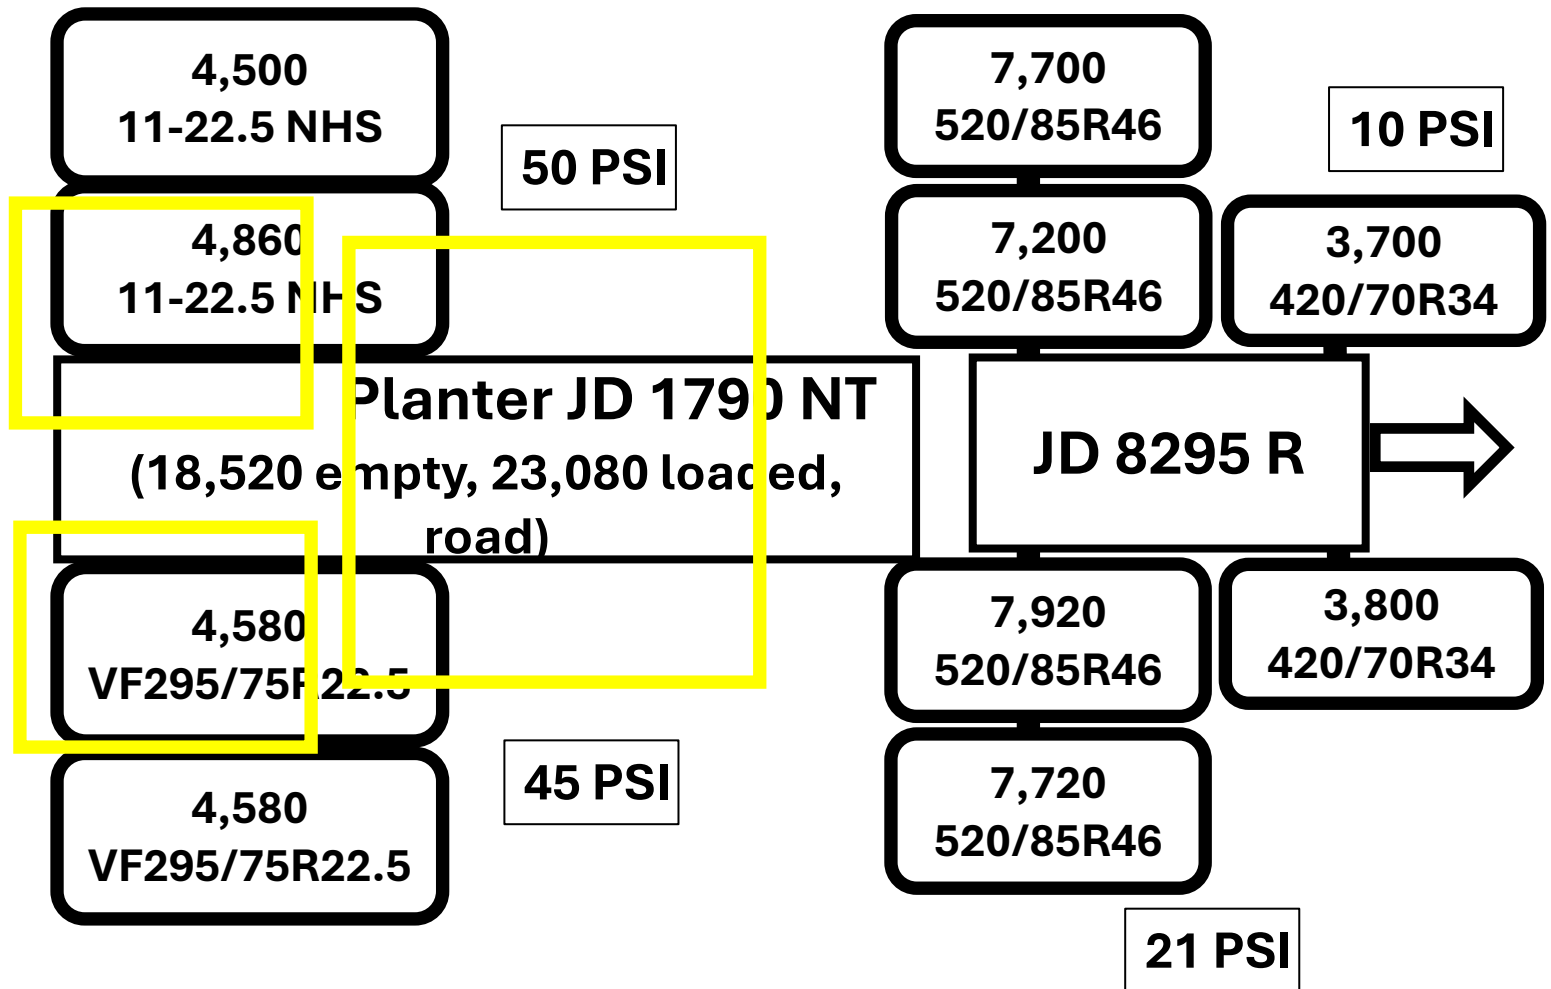 4,500
11-22.5 NHS
50 PSI
4,860
11-22.5 NHS
7,700
520/85R46
10 PSI
7,200
520/85R46
3,700
420/70R34
Planter JD 1790 NT
(18,520 empty, 23,080 loaded,
road)
JD 8295 R
4,580
VF295/75R22.5
4,580
VF295/75R22.5
45 PSI
7,920
520/85R46
3,800
420/70R34
7,720
520/85R46
21 PSI